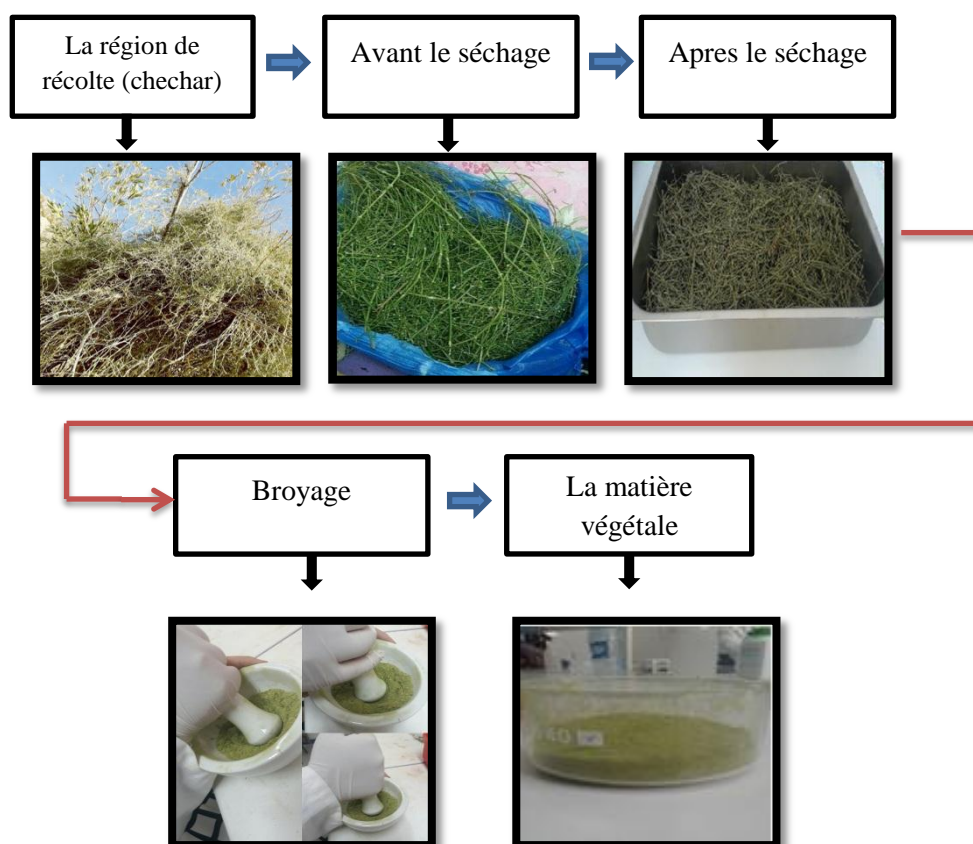 La région de
récolte (chechar)
Avant le séchage
Apres le séchage
Broyage
La matière
végétale